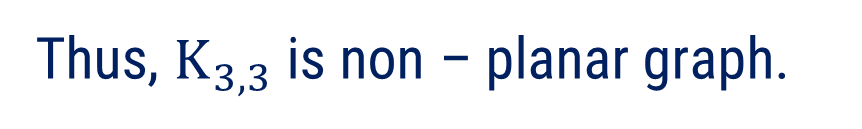 Thus, K₃,₃ is non – planar graph.